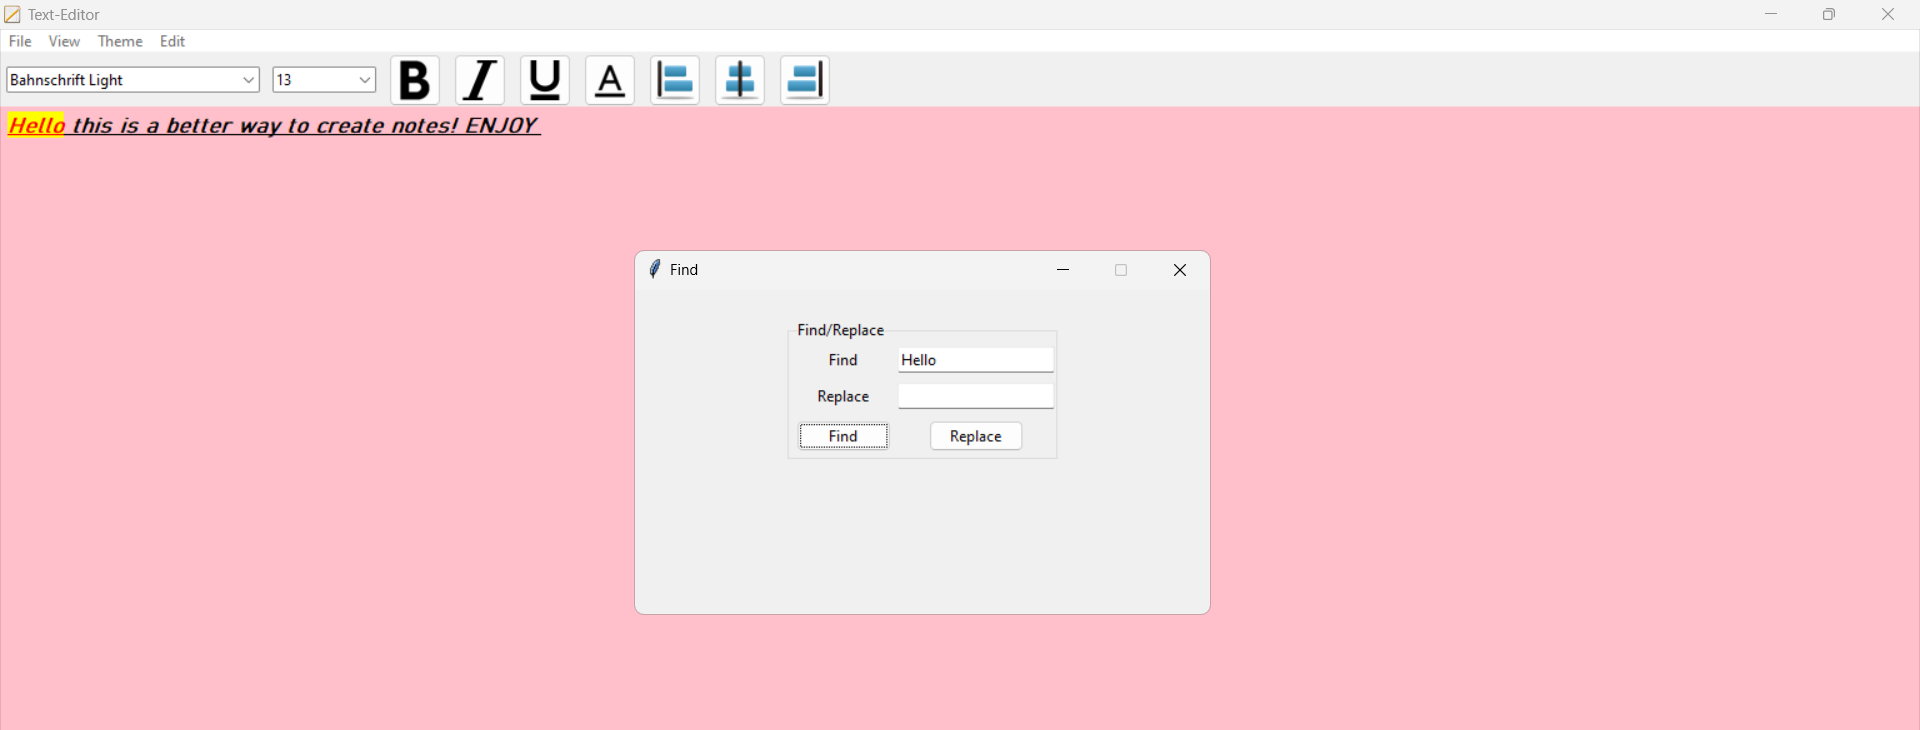 Text-Editor
File View Theme Edit
Bahnschrift Light 13 B I U A
Hello this is a better way to create notes! ENJOY
Find
Find/Replace
Find Hello
Replace
Find Replace